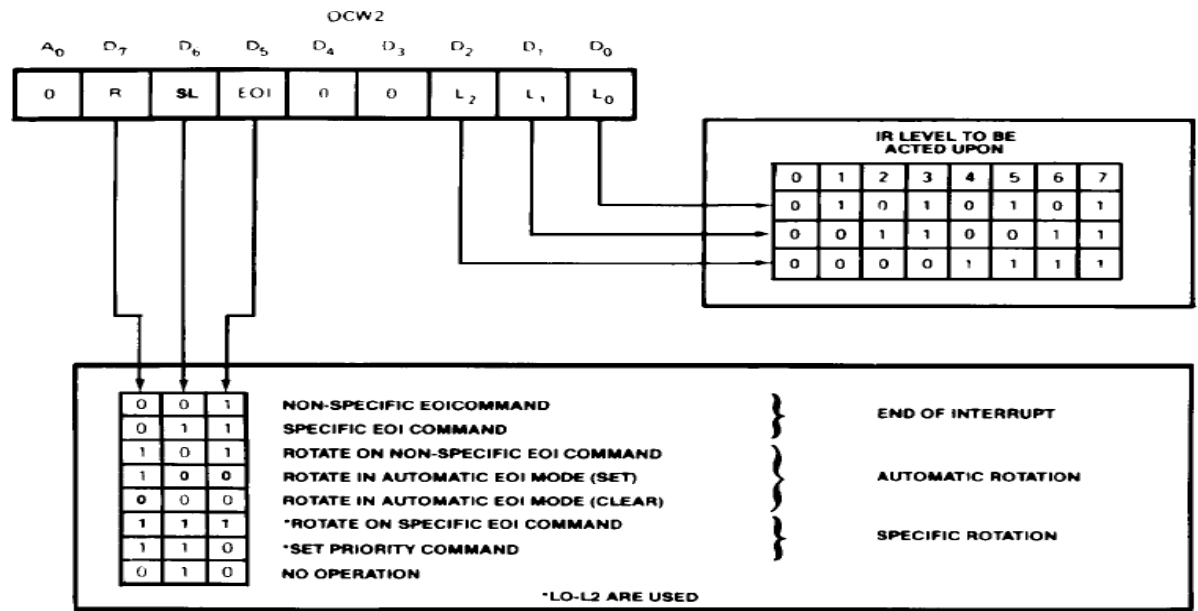 OCW2
A0 D7 D6 D5 D4 D3 D2 D1 D0
0 R SL EOI 0 0 L2 L1 L0
IR LEVEL TO BE
ACTED UPON
0 1 2 3 4 5 6 7
0 1 0 1 0 1 0 1
0 0 1 1 0 0 1 1
0 0 0 0 1 1 1 1
0 0 1 NON-SPECIFIC EOICOMMAND
0 1 1 SPECIFIC EOI COMMAND
END OF INTERRUPT
1 0 1 ROTATE ON NON-SPECIFIC EOI COMMAND
1 0 0 ROTATE IN AUTOMATIC EOI MODE (SET)
0 0 0 ROTATE IN AUTOMATIC EOI MODE (CLEAR)
AUTOMATIC ROTATION
1 1 1 *ROTATE ON SPECIFIC EOI COMMAND
1 1 0 *SET PRIORITY COMMAND
SPECIFIC ROTATION
0 1 0 NO OPERATION
*LO-L2 ARE USED